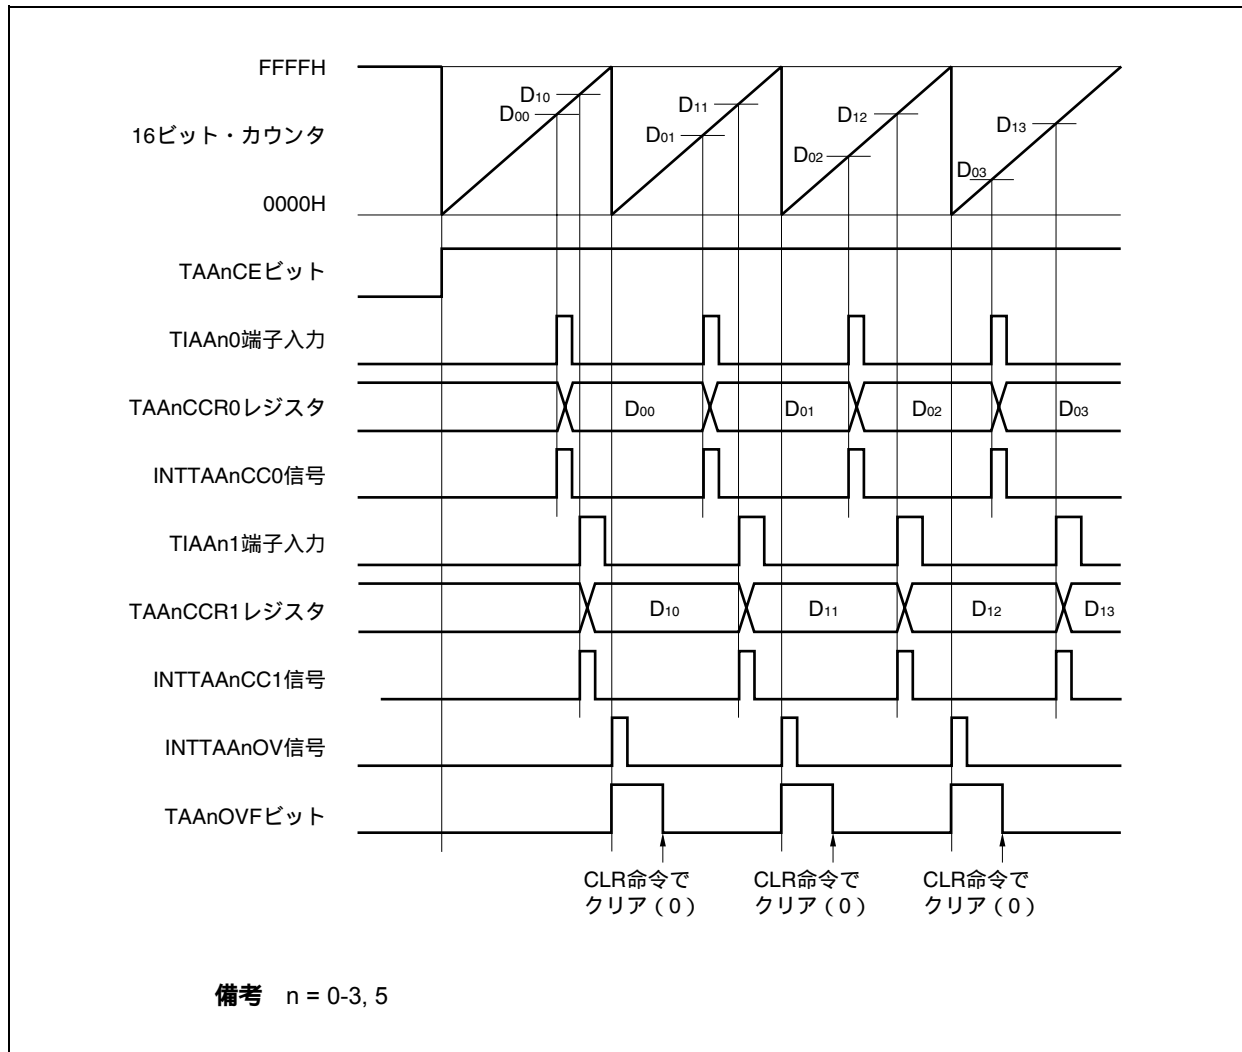 FFFFH
D10
D00
D11
D01
D12
D02
D13
D03
16ビット・カウンタ
0000H
TAAnCEビット
TIAAn0端子入力
TAAnCCR0レジスタ
D00
D01
D02
D03
INTTAAnCC0信号
TIAAn1端子入力
TAAnCCR1レジスタ
D10
D11
D12
D13
INTTAAnCC1信号
INTTAAnOV信号
TAAnOVFビット
CLR命令で
クリア（0）
CLR命令で
クリア（0）
CLR命令で
クリア（0）
備考 n = 0-3, 5